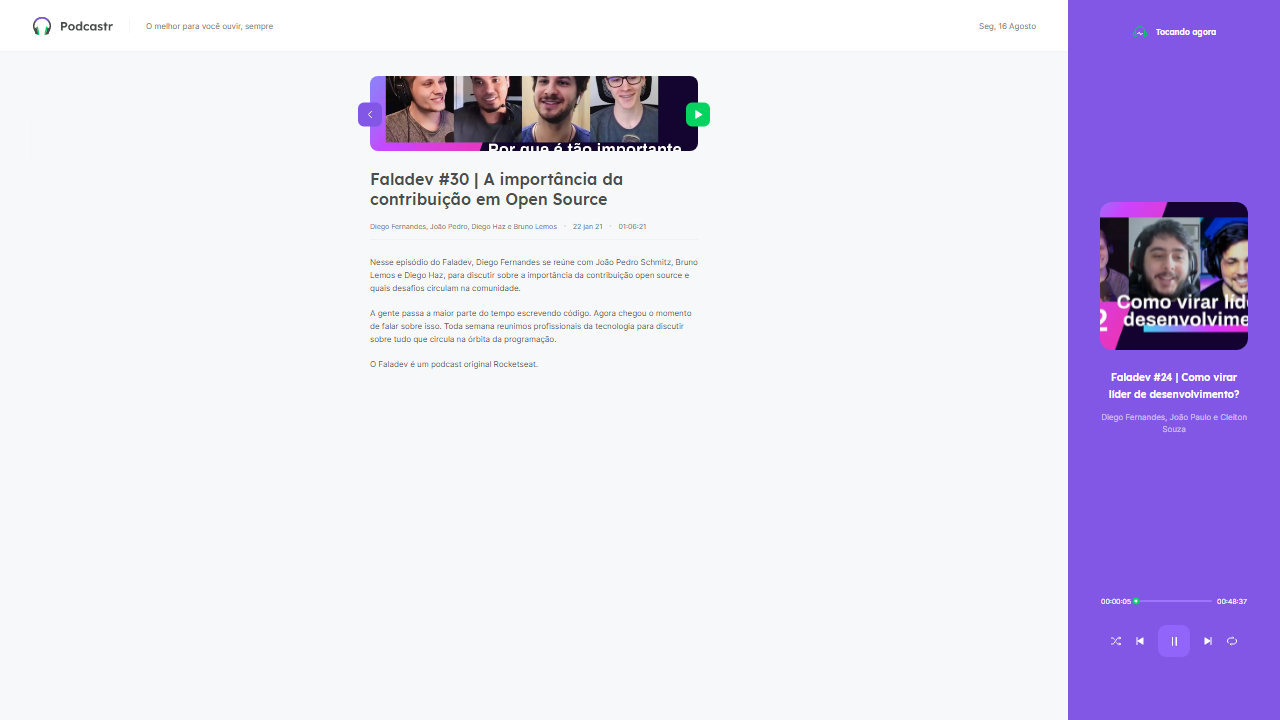 Podcastr
O melhor para você ouvir, sempre
Seg, 16 Agosto
Por que é tão importante
Faladev #30 | A importância da
contribuição em Open Source
Diego Fernandes, João Pedro, Diego Haz e Bruno Lemos · 22 jan 21 · 01:06:21
Nesse episódio do Faladev, Diego Fernandes se reúne com João Pedro Schmitz, Bruno
Lemos e Diego Haz, para discutir sobre a importância da contribuição open source e
quais desafios circulam na comunidade.
A gente passa a maior parte do tempo escrevendo código. Agora chegou o momento
de falar sobre isso. Toda semana reunimos profissionais da tecnologia para discutir
sobre tudo que circula na órbita da programação.
O Faladev é um podcast original Rocketseat.
Tocando agora
Como virar líd
2 desenvolvime
Faladev #24 | Como virar
líder de desenvolvimento?
Diego Fernandes, João Paulo e Cleiton
Souza
00:00:05 00:48:37